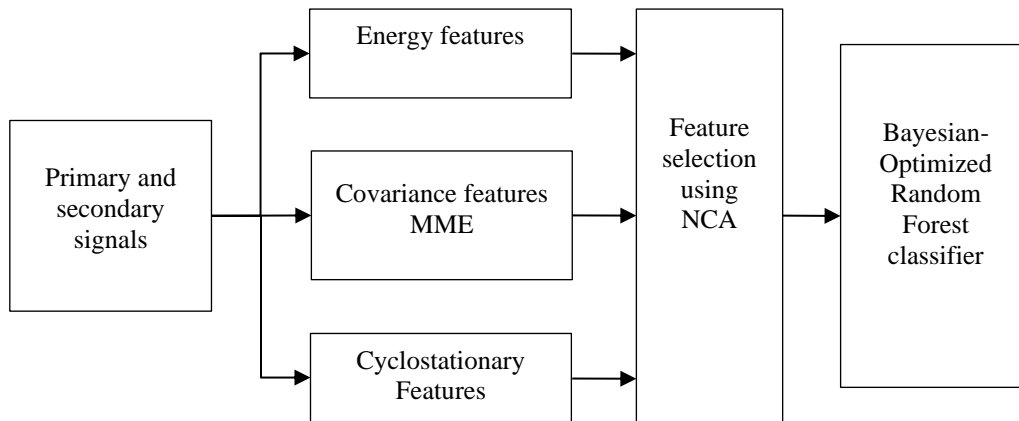 Primary and
secondary
signals
Energy features
Covariance features
MME
Cyclostationary
Features
Feature
selection
using
NCA
Bayesian-
Optimized
Random
Forest
classifier